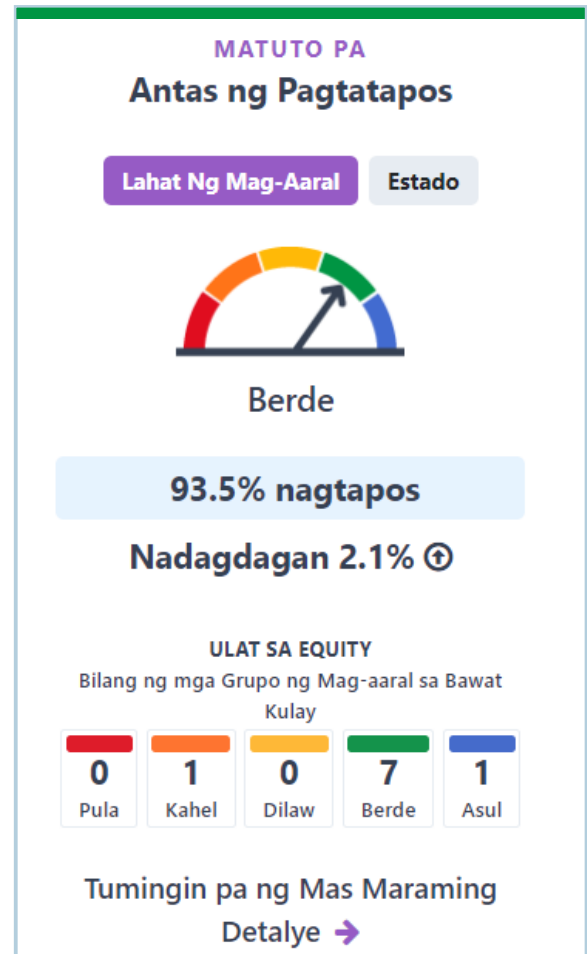 MATUTO PA
Antas ng Pagtatapos
Lahat Ng Mag-Aaral Estado
Berde
93.5% nagtapos
Nadagdagan 2.1%
ULAT SA EQUITY
Bilang ng mga Grupo ng Mag-aaral sa Bawat
Kulay
0 1 0 7 1
Pula Kahel Dilaw Berde Asul
Tumingin pa ng Mas Maraming
Detalye →